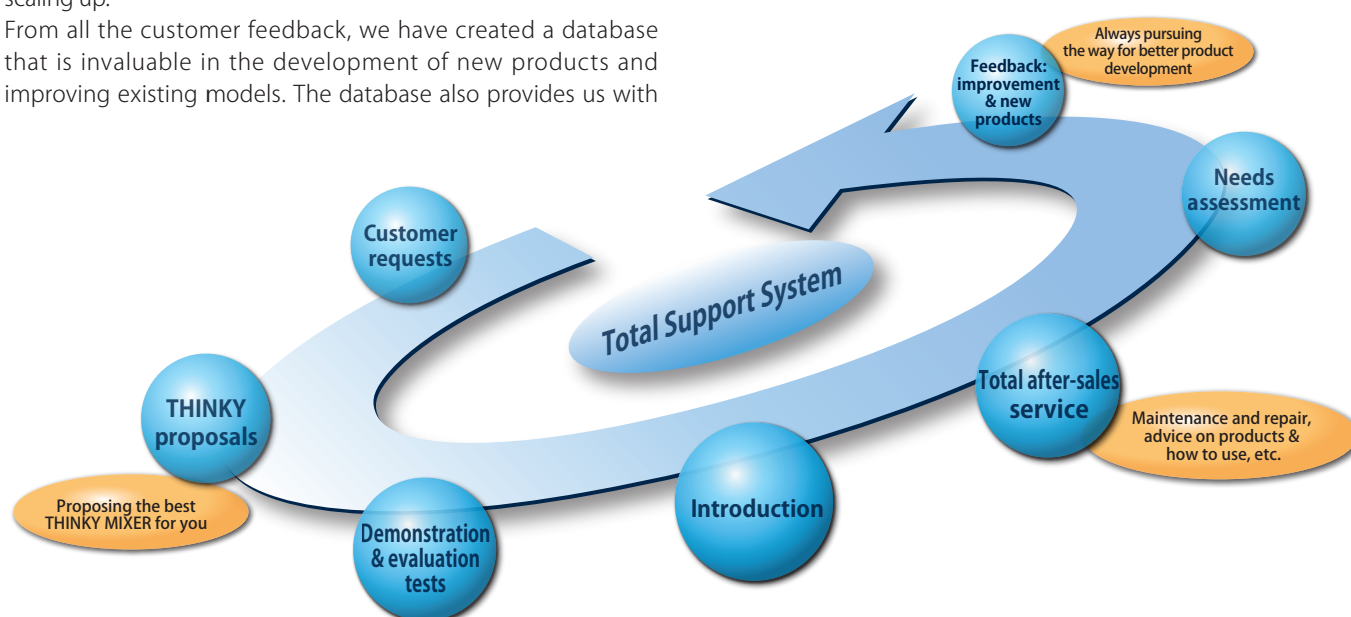 scaling up.
From all the customer feedback, we have created a database
that is invaluable in the development of new products and
improving existing models. The database also provides us with
Customer
requests
THINKY
proposals
Proposing the best
THINKY MIXER for you
Demonstration
& evaluation
tests
Introduction
Total after-sales
service
Maintenance and repair,
advice on products &
how to use, etc.
Needs
assessment
Feedback:
improvement
& new
products
Always pursuing
the way for better product
development
Total Support System